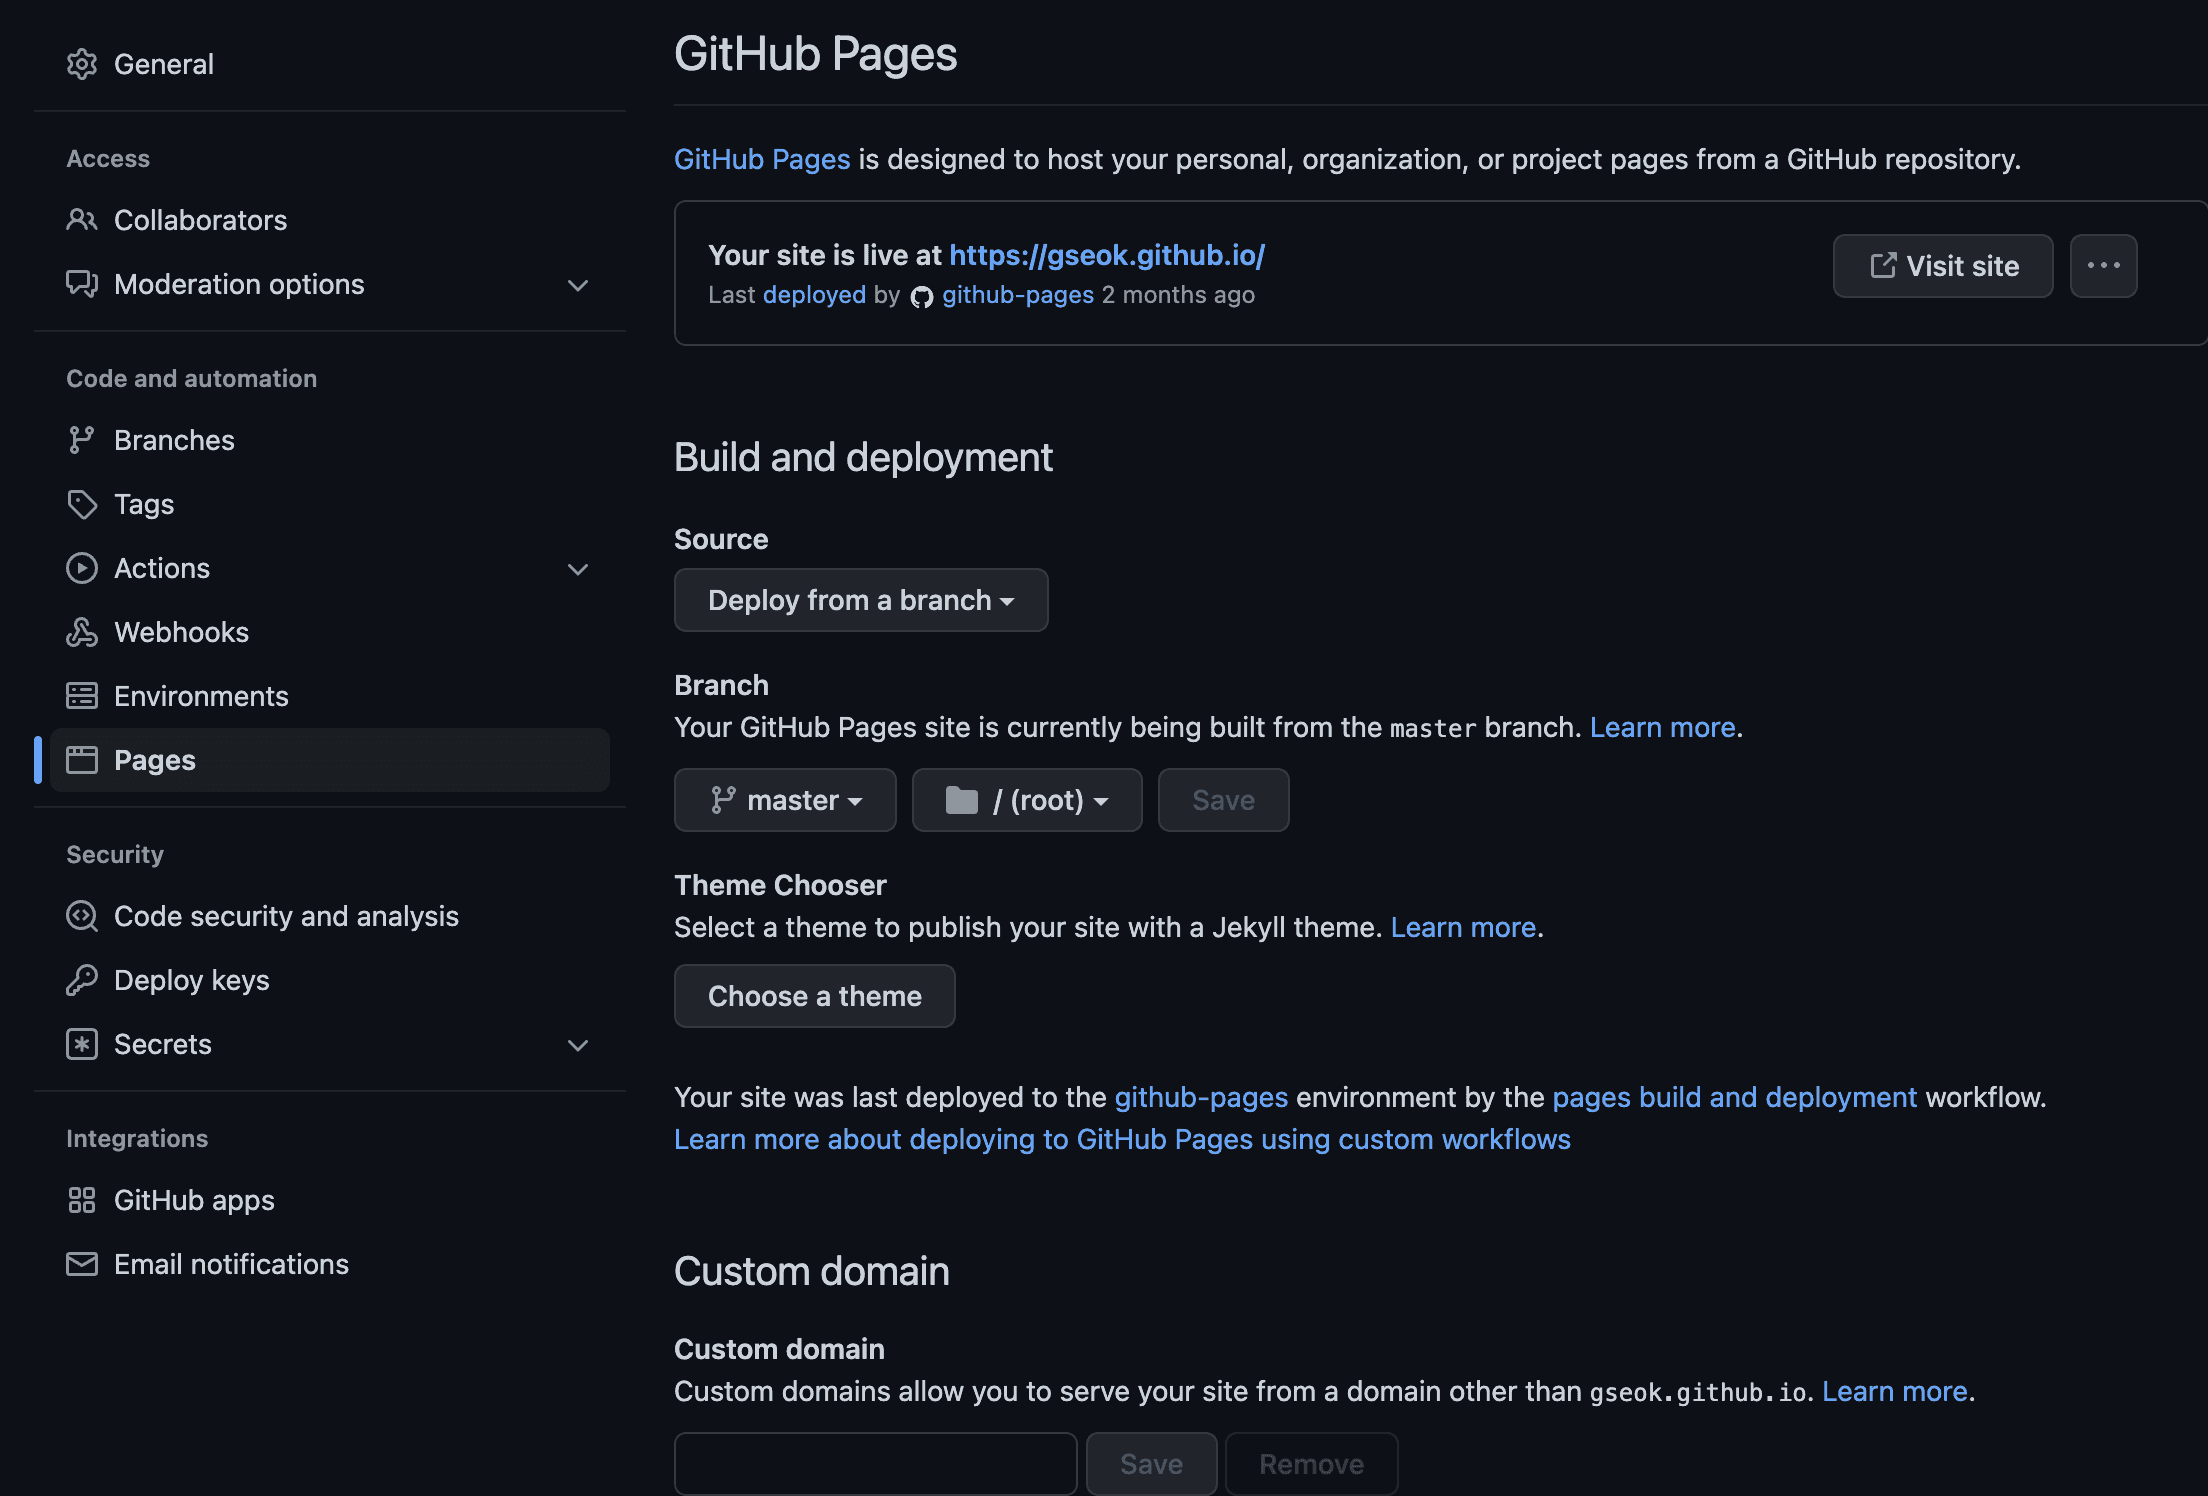 General
Access
Collaborators
Moderation options
Code and automation
Branches
Tags
Actions
Webhooks
Environments
Pages
Security
Code security and analysis
Deploy keys
Secrets
Integrations
GitHub apps
Email notifications
GitHub Pages
GitHub Pages is designed to host your personal, organization, or project pages from a GitHub repository.
Your site is live at https://gseok.github.io/
Visit site
Last deployed by github-pages 2 months ago
Build and deployment
Source
Deploy from a branch
Branch
Your GitHub Pages site is currently being built from the master branch. Learn more.
master / (root) Save
Theme Chooser
Select a theme to publish your site with a Jekyll theme. Learn more.
Choose a theme
Your site was last deployed to the github-pages environment by the pages build and deployment workflow.
Learn more about deploying to GitHub Pages using custom workflows
Custom domain
Custom domain
Custom domains allow you to serve your site from a domain other than gseok.github.io. Learn more.
Save Remove